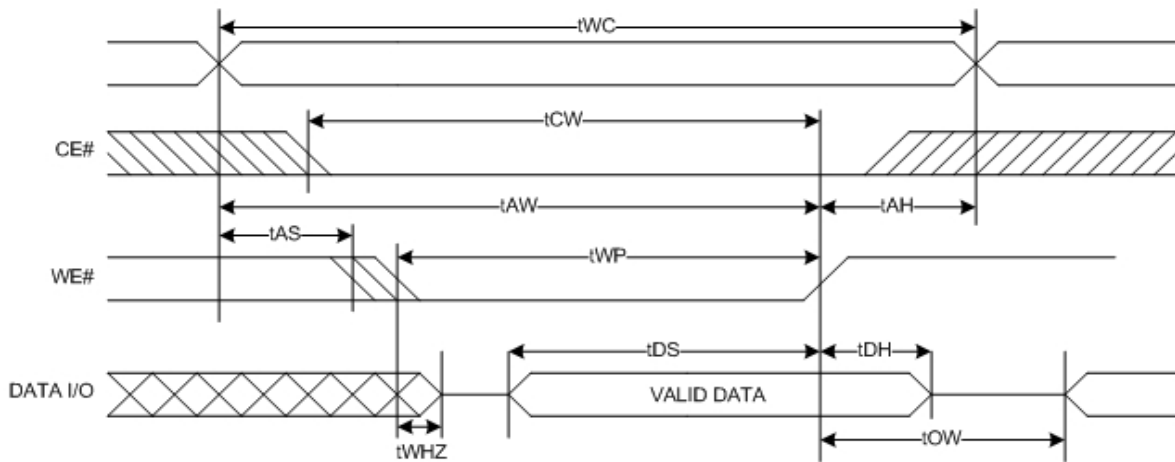 tWC
tCW
CE#
tAW
tAH
tAS
tWP
WE#
tDS
tDH
DATA I/O
VALID DATA
tWHZ
tOW